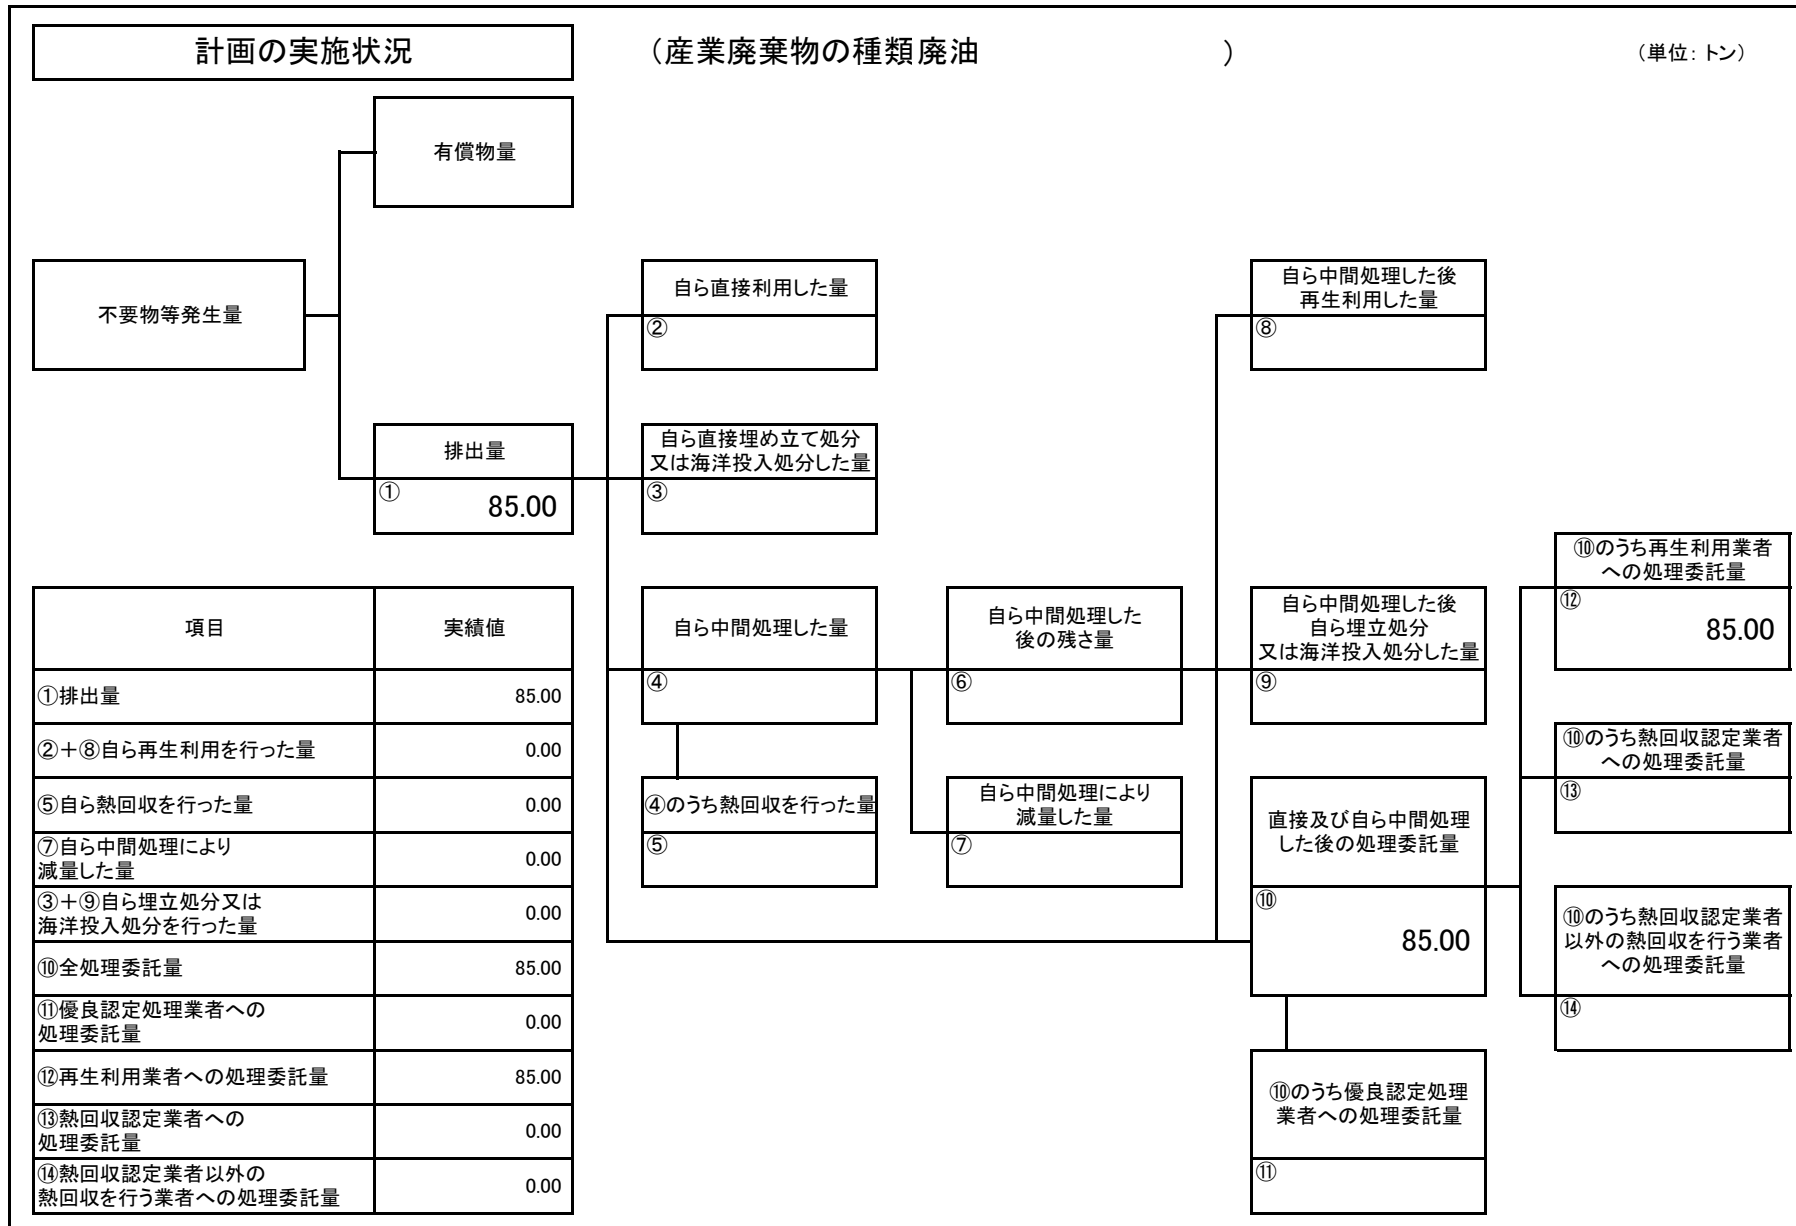 計画の実施状況
（産業廃棄物の種類廃油　　　　　　　　）
（単位：トン）
有償物量
不要物等発生量
自ら直接利用した量
②
自ら中間処理した後
再生利用した量
⑧
排出量
①
85.00
自ら直接埋め立て処分
又は海洋投入処分した量
③
⑩のうち再生利用業者
への処理委託量
⑫
85.00
自ら中間処理した量
④
自ら中間処理した
後の残さ量
⑥
自ら中間処理した後
自ら埋立処分
又は海洋投入処分した量
⑨
⑩のうち熱回収認定業者
への処理委託量
⑬
④のうち熱回収を行った量
⑤
自ら中間処理により
減量した量
⑦
直接及び自ら中間処理
した後の処理委託量
⑩
85.00
⑩のうち熱回収認定業者
以外の熱回収を行う業者
への処理委託量
⑭
⑩のうち優良認定処理
業者への処理委託量
⑪
項目 実績値
①排出量 85.00
②＋⑧自ら再生利用を行った量 0.00
⑤自ら熱回収を行った量 0.00
⑦自ら中間処理により
減量した量 0.00
③＋⑨自ら埋立処分又は
海洋投入処分を行った量 0.00
⑩全処理委託量 85.00
⑪優良認定処理業者への
処理委託量 0.00
⑫再生利用業者への処理委託量 85.00
⑬熱回収認定業者への
処理委託量 0.00
⑭熱回収認定業者以外の
熱回収を行う業者への処理委託量 0.00